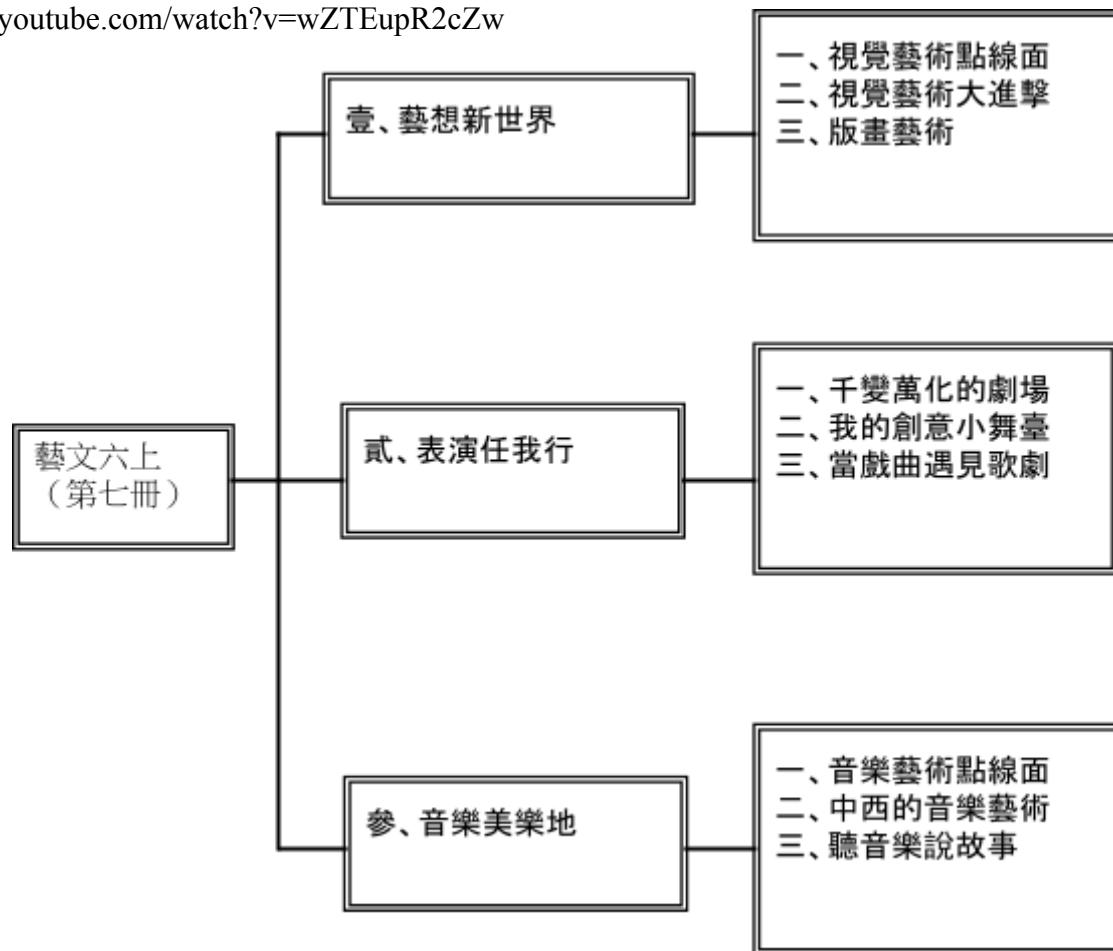 youtube.com/watch?v=wZTEupR2cZw
藝文六上
（第七冊）
壹、藝想新世界
一、視覺藝術點線面
二、視覺藝術大進擊
三、版畫藝術
貳、表演任我行
一、千變萬化的劇場
二、我的創意小舞臺
三、當戲曲遇見歌劇
參、音樂美樂地
一、音樂藝術點線面
二、中西的音樂藝術
三、聽音樂說故事